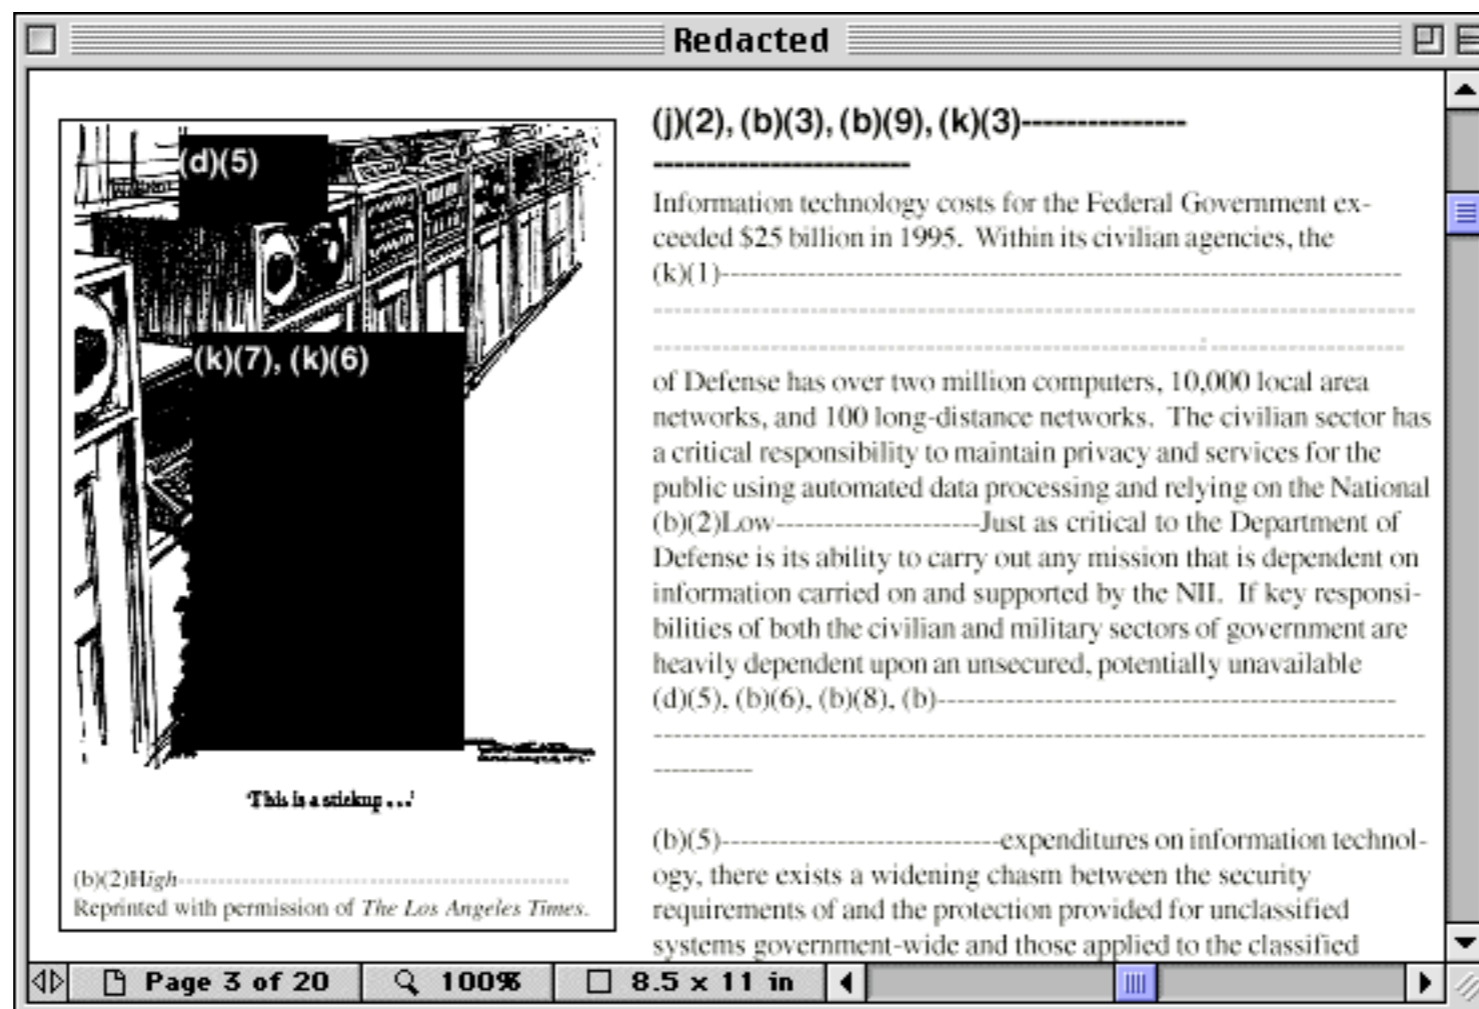 Redacted
(d)(5)
(k)(7), (k)(6)
'This is a stickup ...'
(b)(2)High-----------------------------------------------
Reprinted with permission of The Los Angeles Times.
(j)(2), (b)(3), (b)(9), (k)(3)----------------
-------------------------
Information technology costs for the Federal Government ex-
ceeded $25 billion in 1995.  Within its civilian agencies, the
(k)(1)--------------------------------------------------------------------
----------------------------------------------------------------------------
-------------------------------------------------------:-------------------
of Defense has over two million computers, 10,000 local area
networks, and 100 long-distance networks.  The civilian sector has
a critical responsibility to maintain privacy and services for the
public using automated data processing and relying on the National
(b)(2)Low---------------------Just as critical to the Department of
Defense is its ability to carry out any mission that is dependent on
information carried on and supported by the NII.  If key responsi-
bilities of both the civilian and military sectors of government are
heavily dependent upon an unsecured, potentially unavailable
(d)(5), (b)(6), (b)(8), (b)----------------------------------------------
-----------------------------------------------------------------------------
----------
(b)(5)----------------------------expenditures on information technol-
ogy, there exists a widening chasm between the security
requirements of and the protection provided for unclassified
systems government-wide and those applied to the classified
Page 3 of 20
100%
8.5 x 11 in